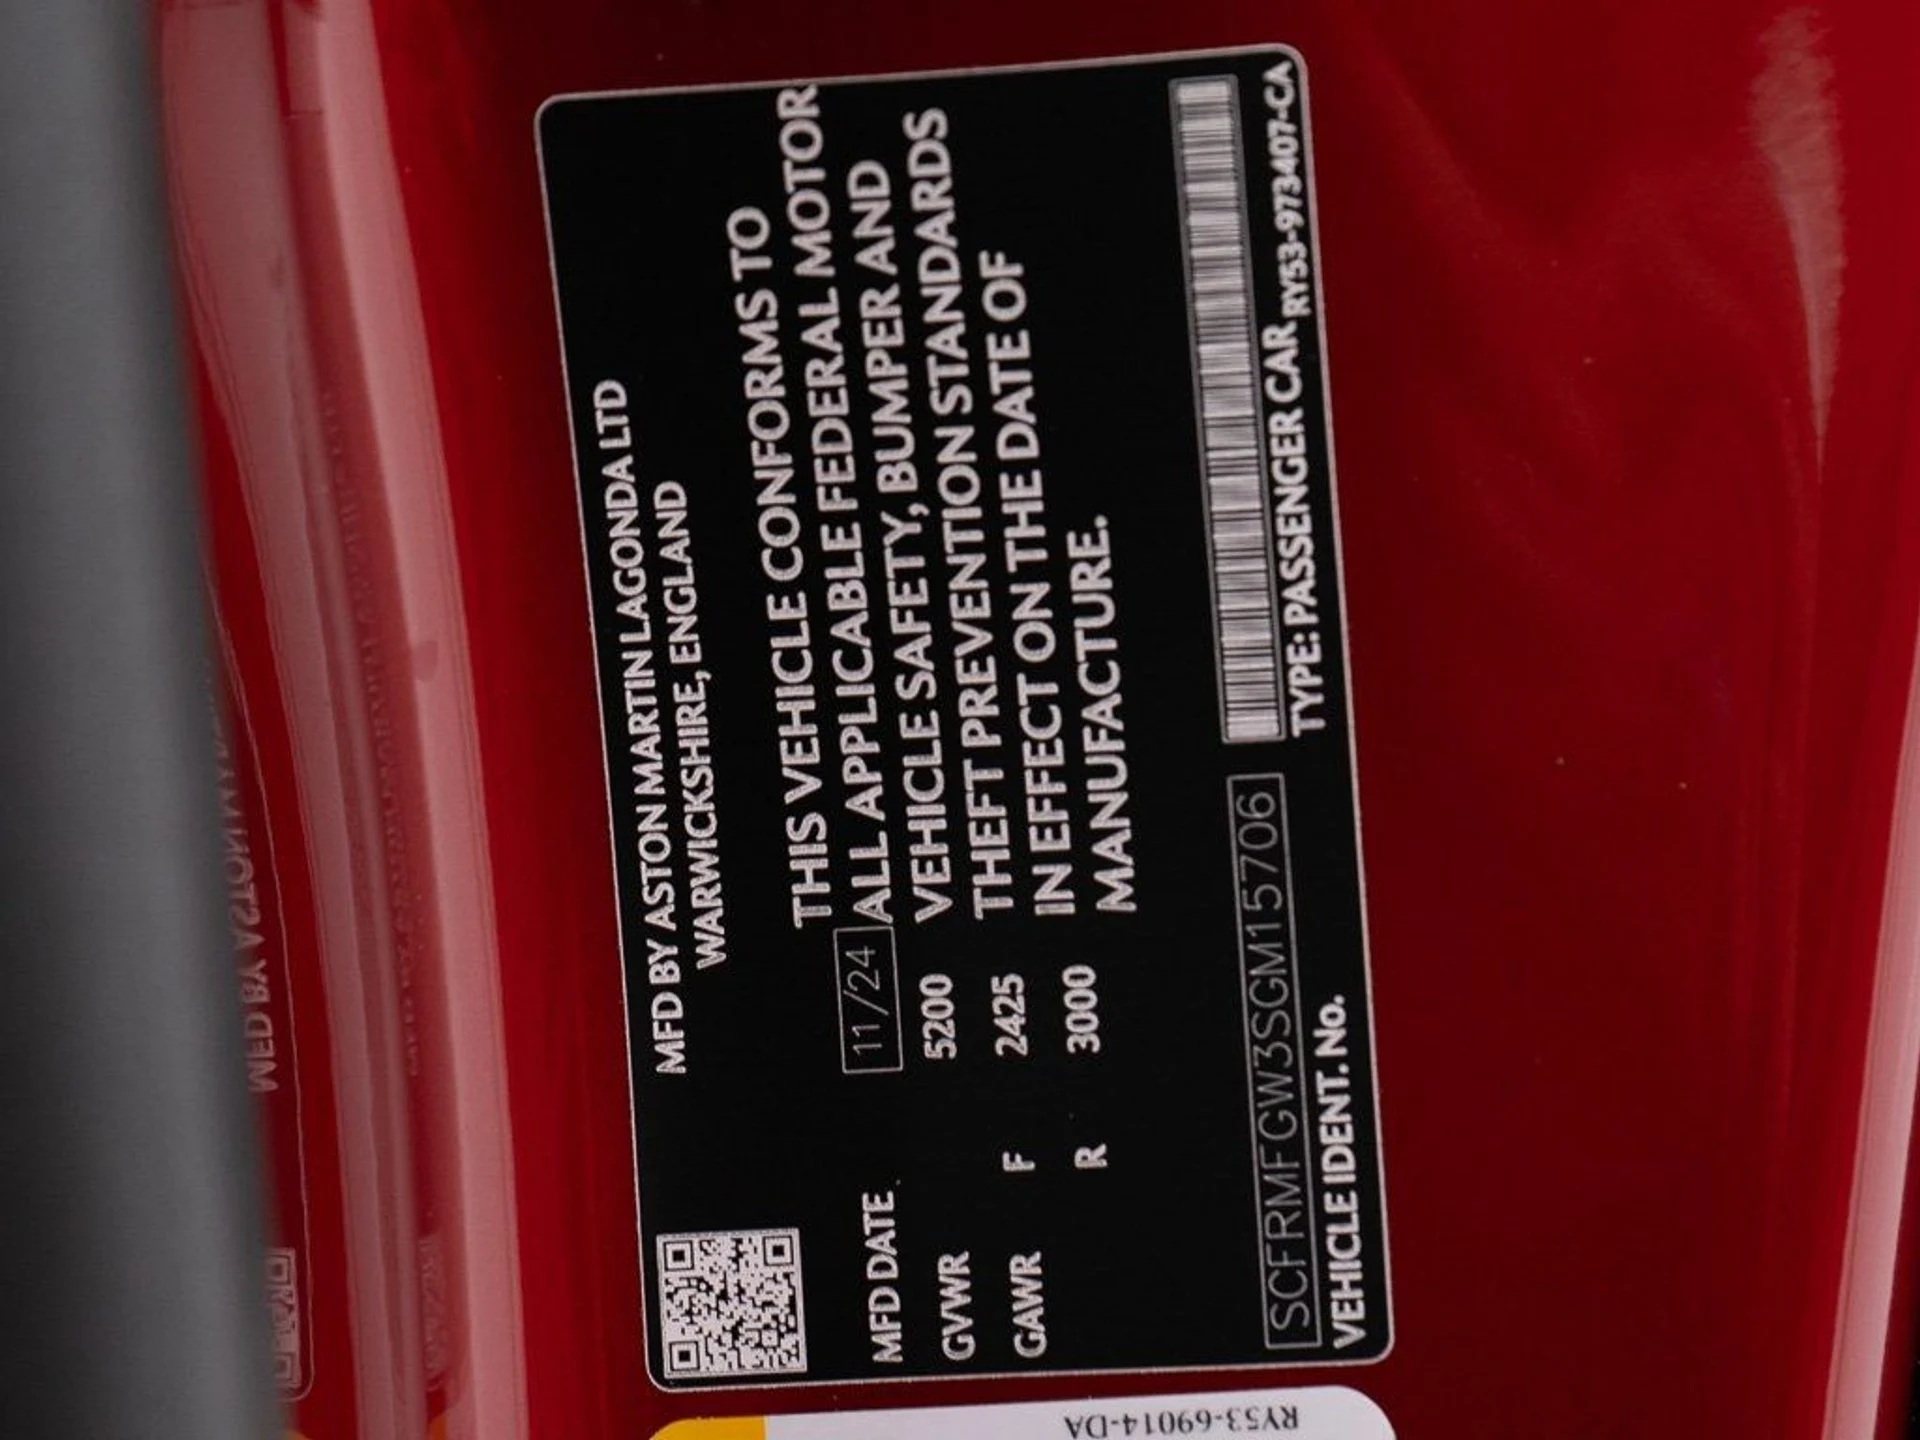 MFD BY ASTON MARTIN LAGONDA LTD
WARWICKSHIRE, ENGLAND
THIS VEHICLE CONFORMS TO
MFD DATE 11/24 ALL APPLICABLE FEDERAL MOTOR
GVWR 5200 VEHICLE SAFETY, BUMPER AND
THEFT PREVENTION STANDARDS
GAWR F 2425 IN EFFECT ON THE DATE OF
R 3000 MANUFACTURE.
SCFRMFGW3SGM15706
VEHICLE IDENT. No. TYPE: PASSENGER CAR RY53-973407-CA
RY53-69014-DA